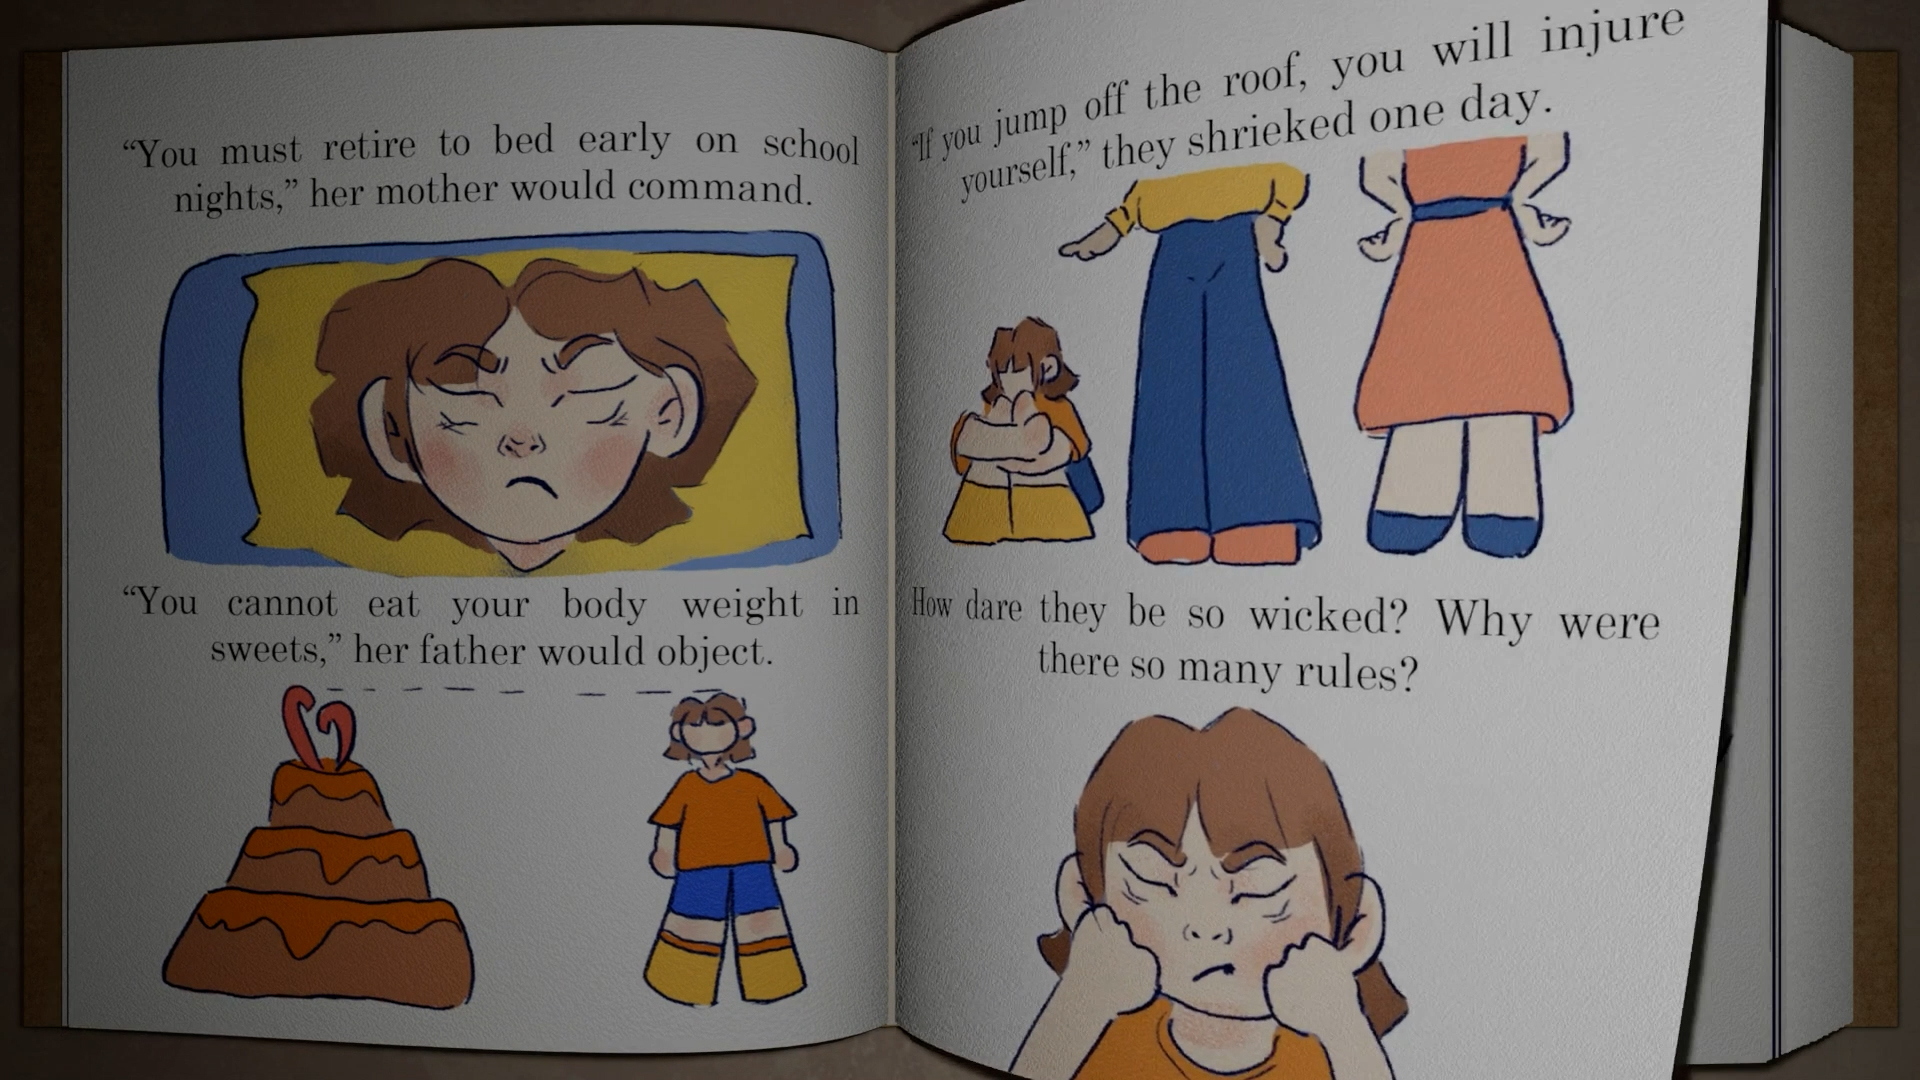 “You must retire to bed early on school
nights,” her mother would command.
“You cannot eat your body weight in
sweets,” her father would object.
“If you jump off the roof, you will injure
yourself,” they shrieked one day.
How dare they be so wicked? Why were
there so many rules?